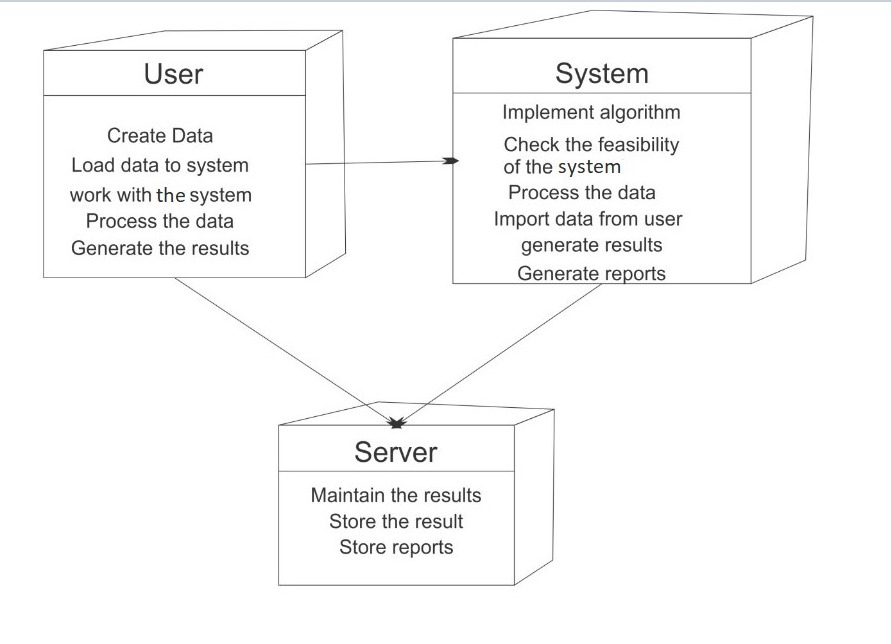 User
Create Data
Load data to system
work with the system
Process the data
Generate the results
System
Implement algorithm
Check the feasibility
of the system
Process the data
Import data from user
generate results
Generate reports
Server
Maintain the results
Store the result
Store reports